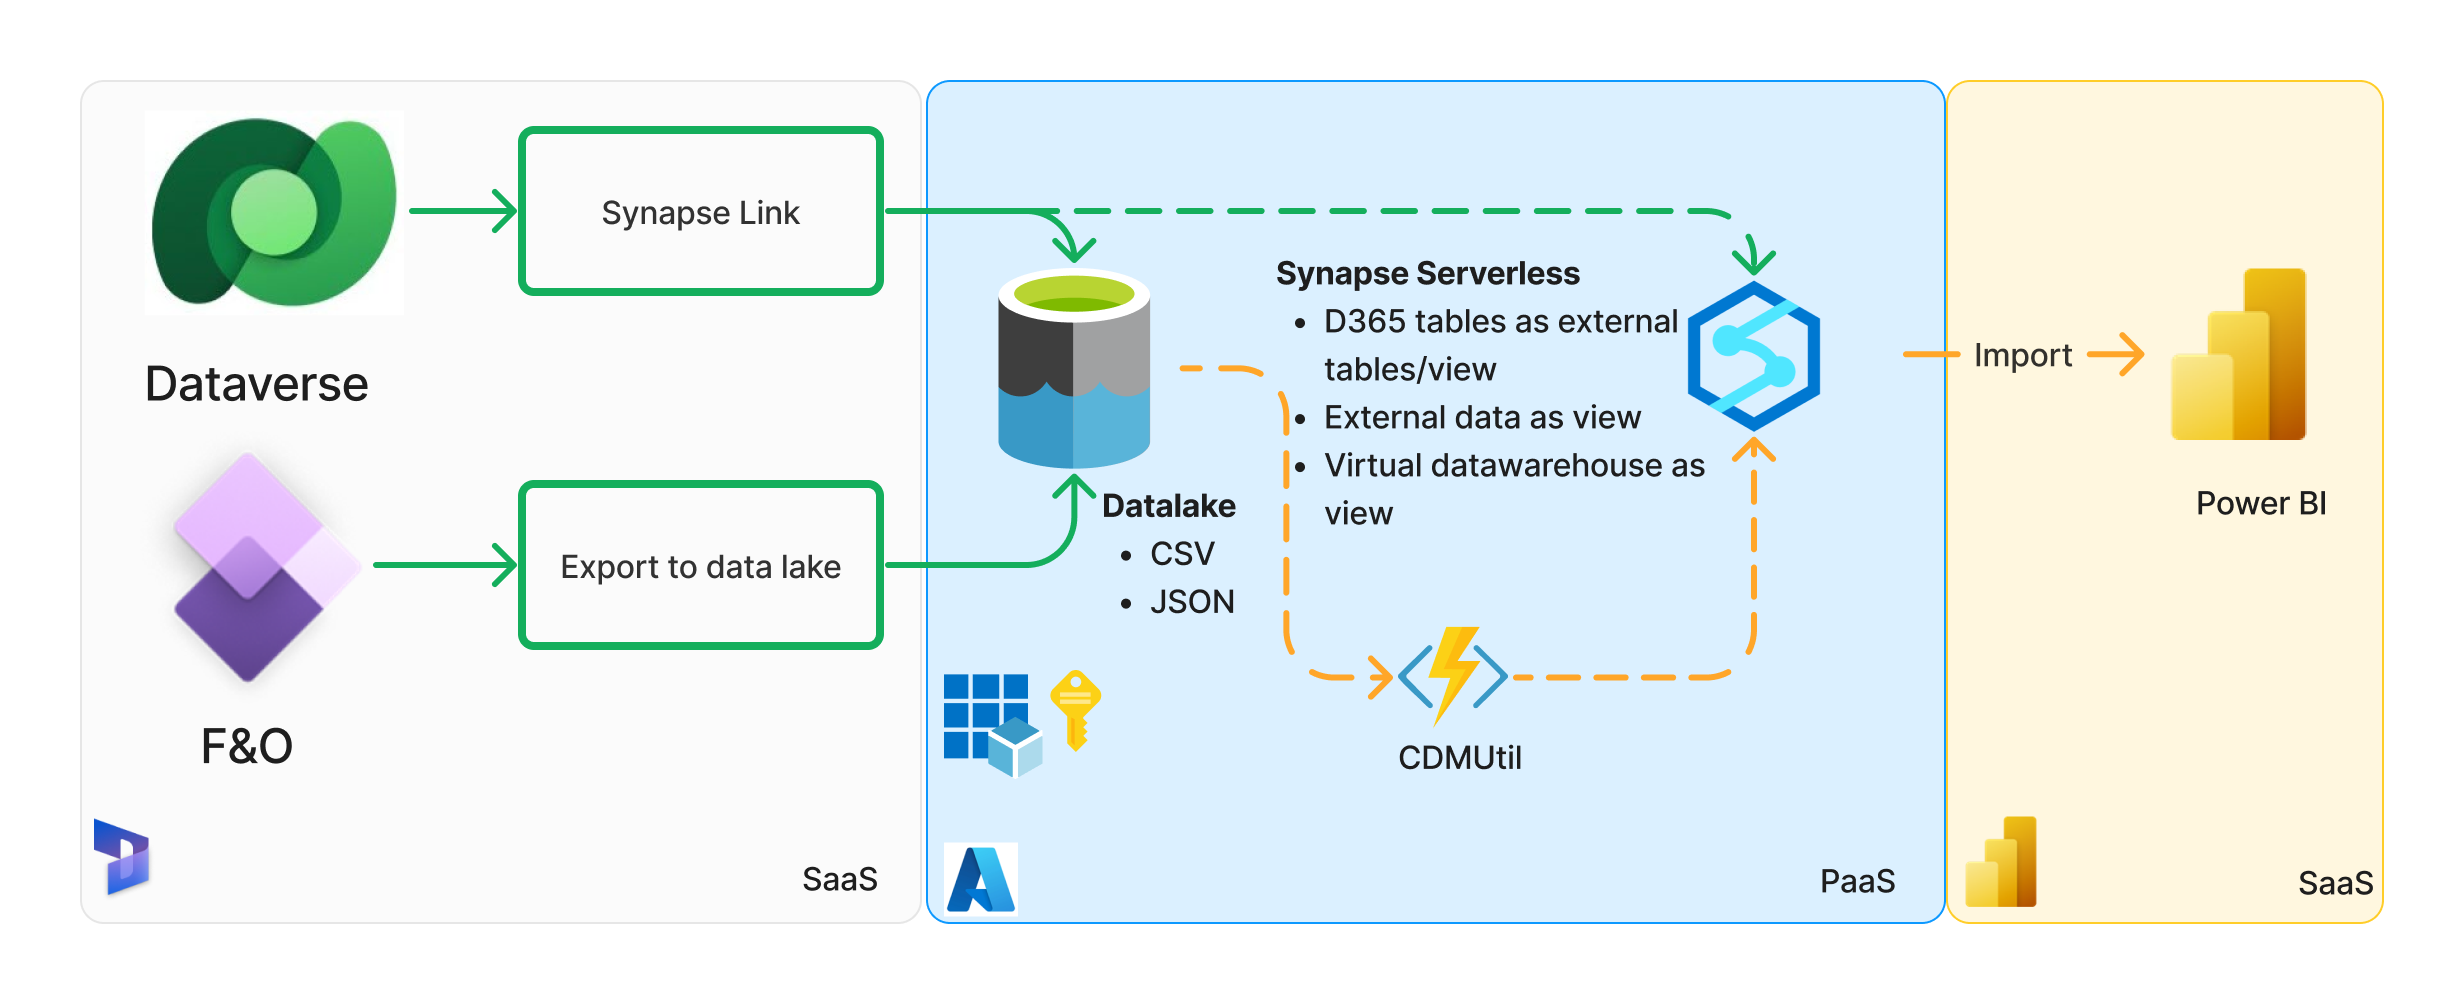 Dataverse
Synapse Link
F&O
Export to data lake
SaaS
Datalake
• CSV
• JSON
Synapse Serverless
• D365 tables as external
tables/view
• External data as view
• Virtual datawarehouse as
view
CDMUtil
PaaS
Import
Power BI
SaaS